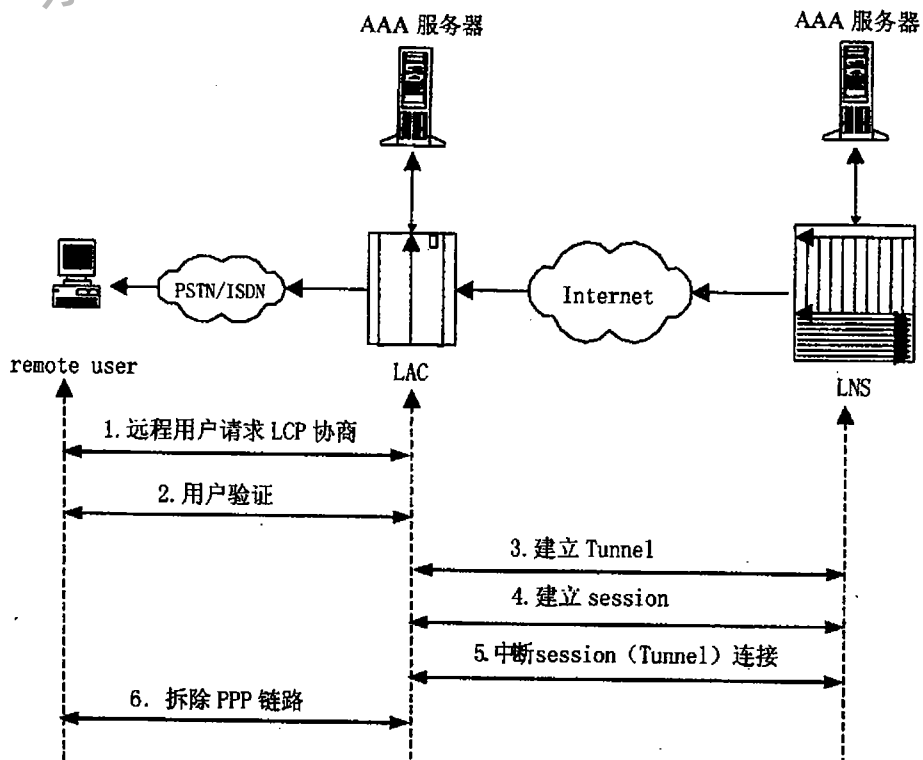 AAA 服务器
AAA 服务器
PSTN/ISDN
Internet
remote user
LAC
LNS
1.远程用户请求 LCP 协商
2.用户验证
3.建立 Tunnel
4.建立 session
5.中断session（Tunnel）连接
6. 拆除 PPP 链路